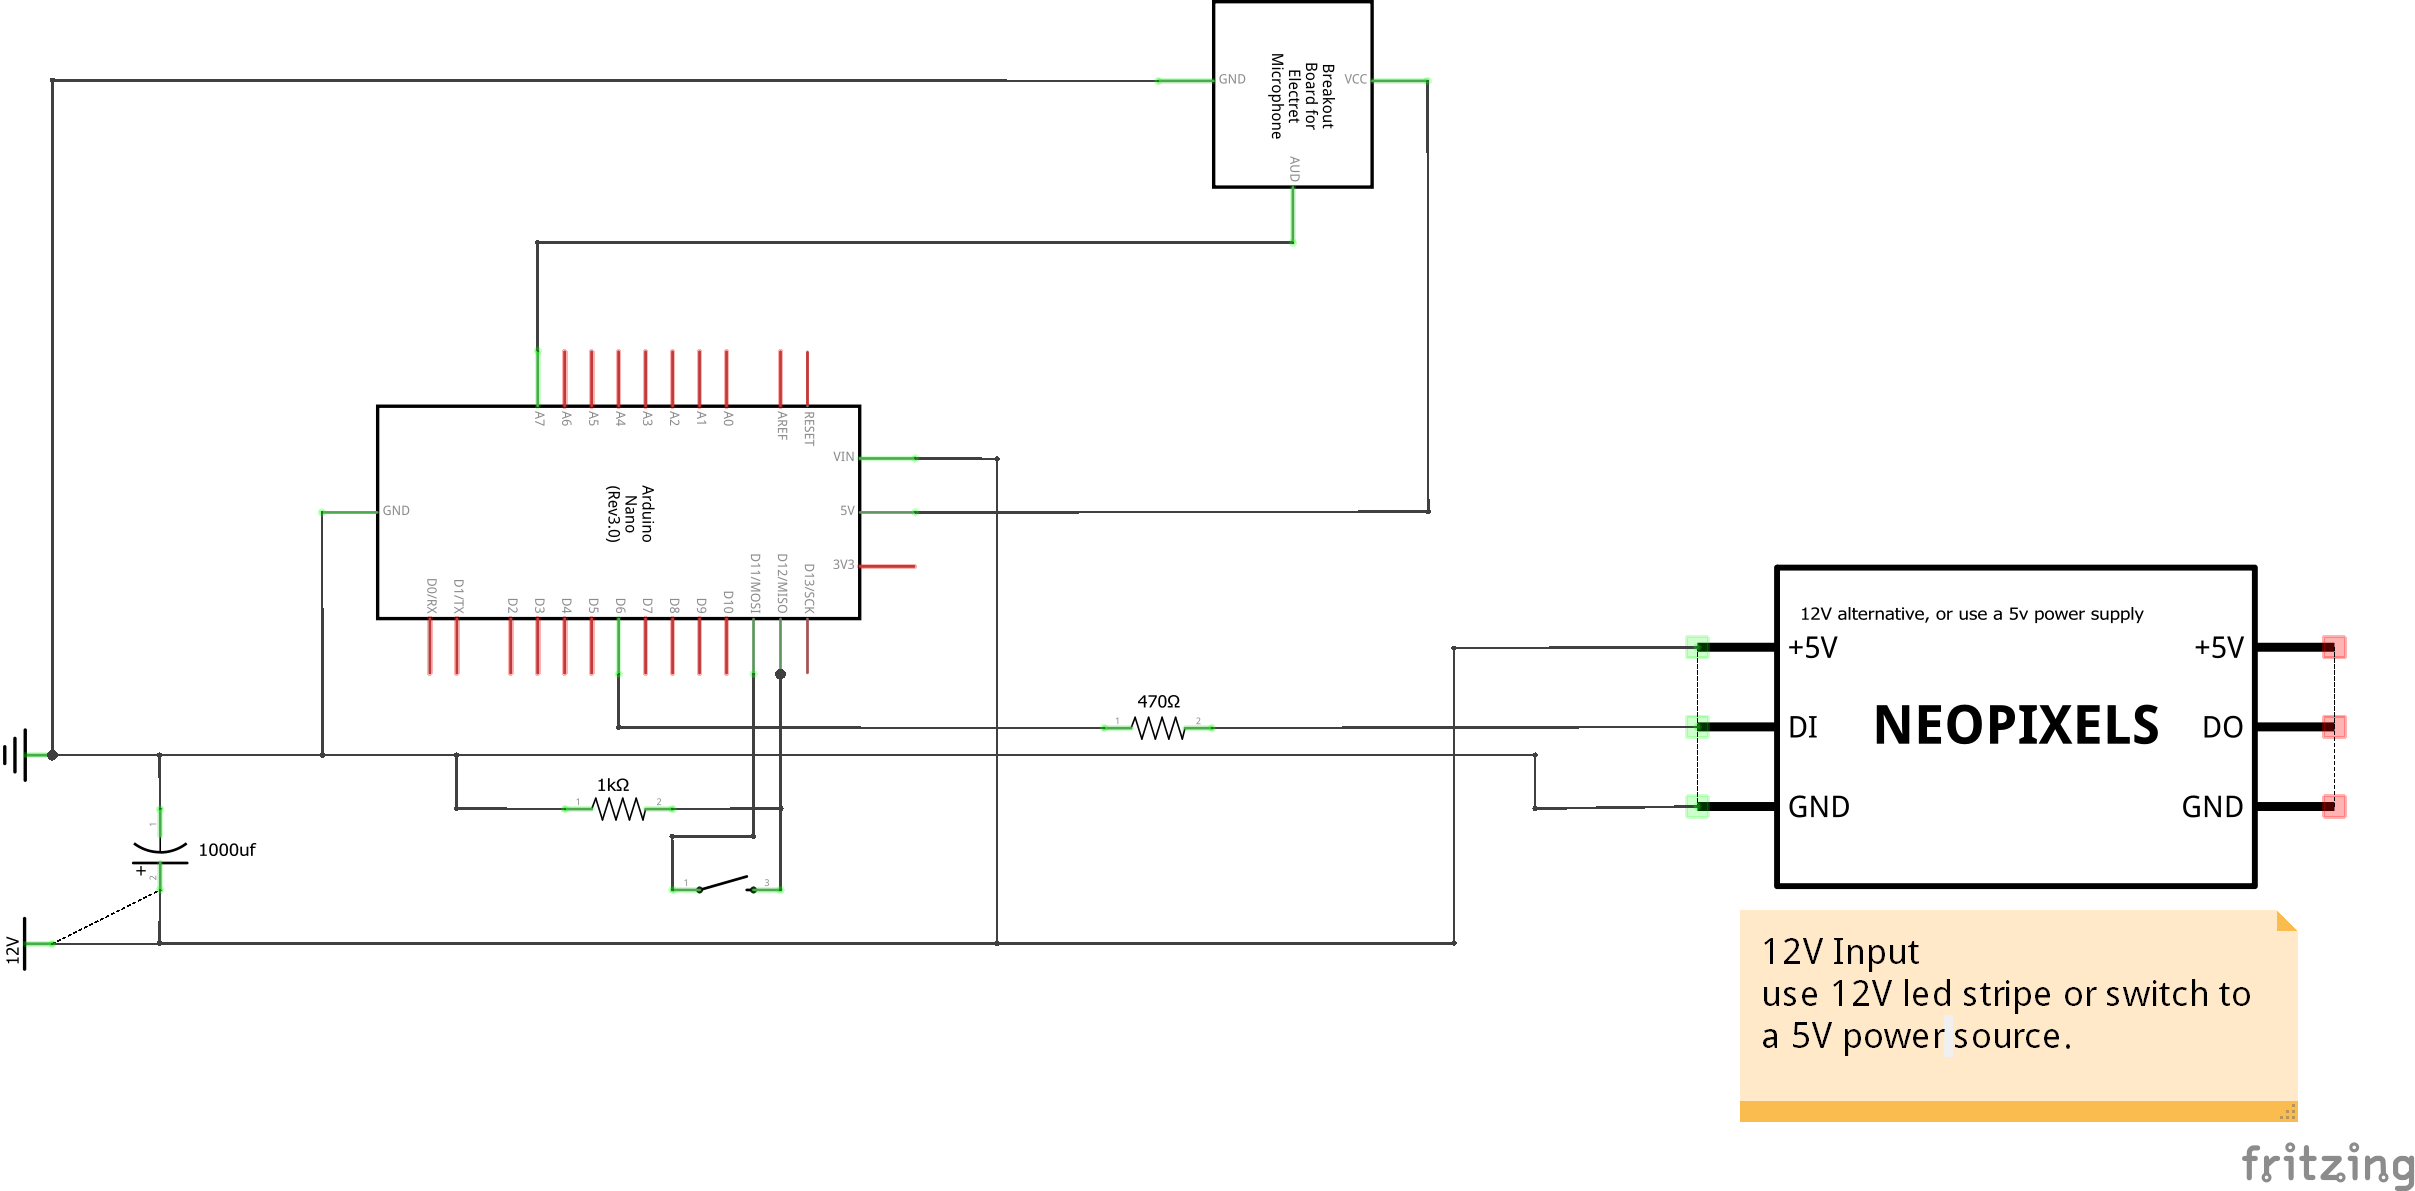 Breakout
Board for
Electret
Microphone
GND
VCC
AUD
A7
A6
A5
A4
A3
A2
A1
A0
AREF
RESET
VIN
5V
3V3
GND
Arduino
Nano
(Rev3.0)
D0/RX
D1/TX
D2
D3
D4
D5
D6
D7
D8
D9
D10
D11/MOSI
D12/MISO
D13/SCK
470Ω
1
2
1kΩ
1
2
1000uf
1
+
2
1
3
12V
12V alternative, or use a 5v power supply
+5V
+5V
DI
NEOPIXELS
DO
GND
GND
12V Input
use 12V led stripe or switch to
a 5V power source.
fritzing